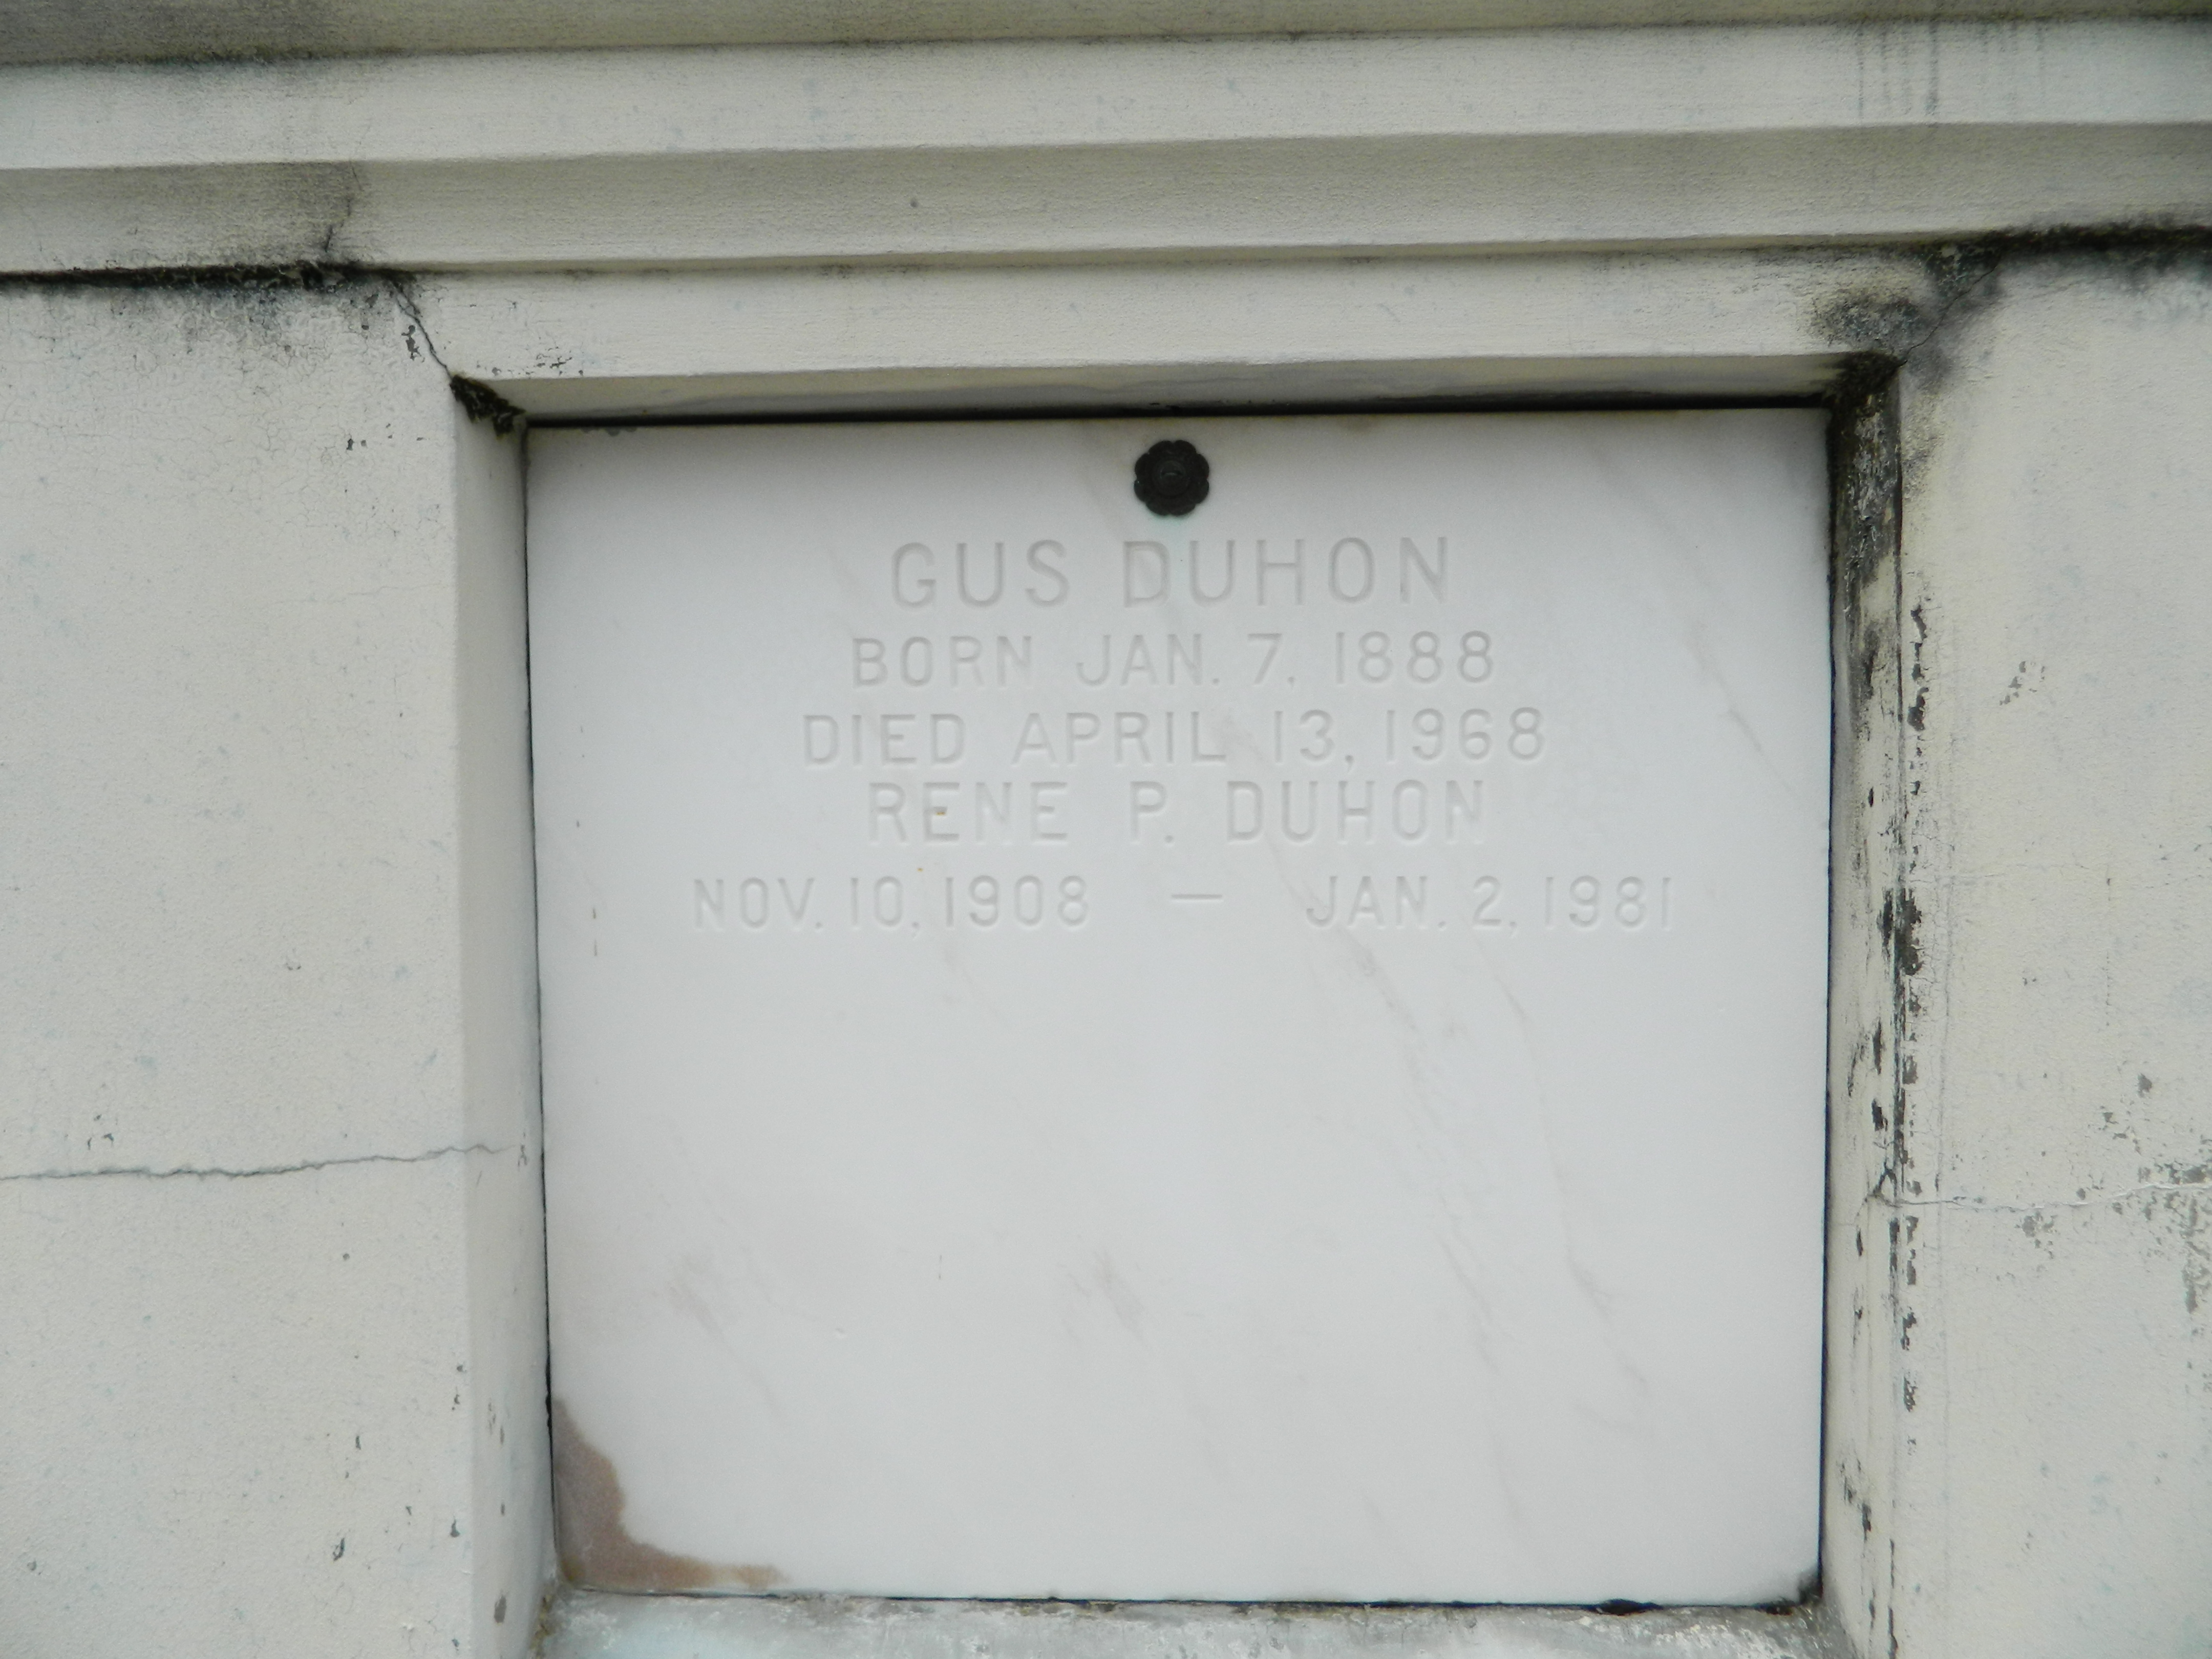 GUS DUHON
BORN JAN. 7, 1888
DIED APRIL 13, 1968
RENE P. DUHON
NOV. 10, 1908 — JAN. 2, 1981